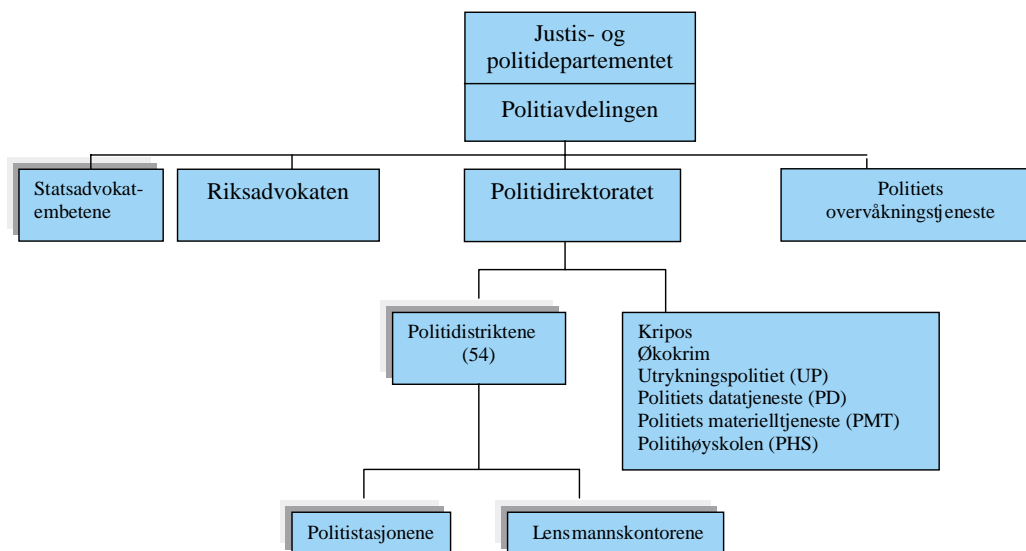 Justis- og
politidepartementet
Politiavdelingen
Statsadvokat-
embetene
Riksadvokaten
Politidirektoratet
Politiets
overvåkningstjeneste
Politidistriktene
(54)
Kripos
Økokrim
Utrykningspolitiet (UP)
Politiets datatjeneste (PD)
Politiets materielltjeneste (PMT)
Politihøyskolen (PHS)
Politistasjonene
Lensmannskontorene